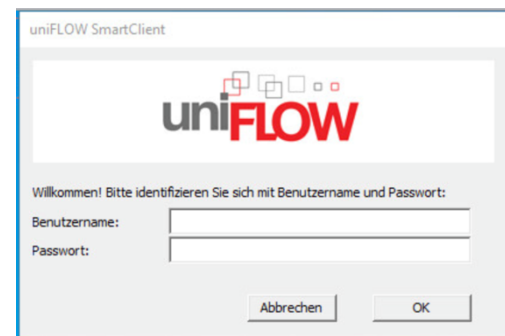 uniFLOW SmartClient
uniFLOW
Willkommen! Bitte identifizieren Sie sich mit Benutzername und Passwort:
Benutzername:
Passwort:
Abbrechen OK